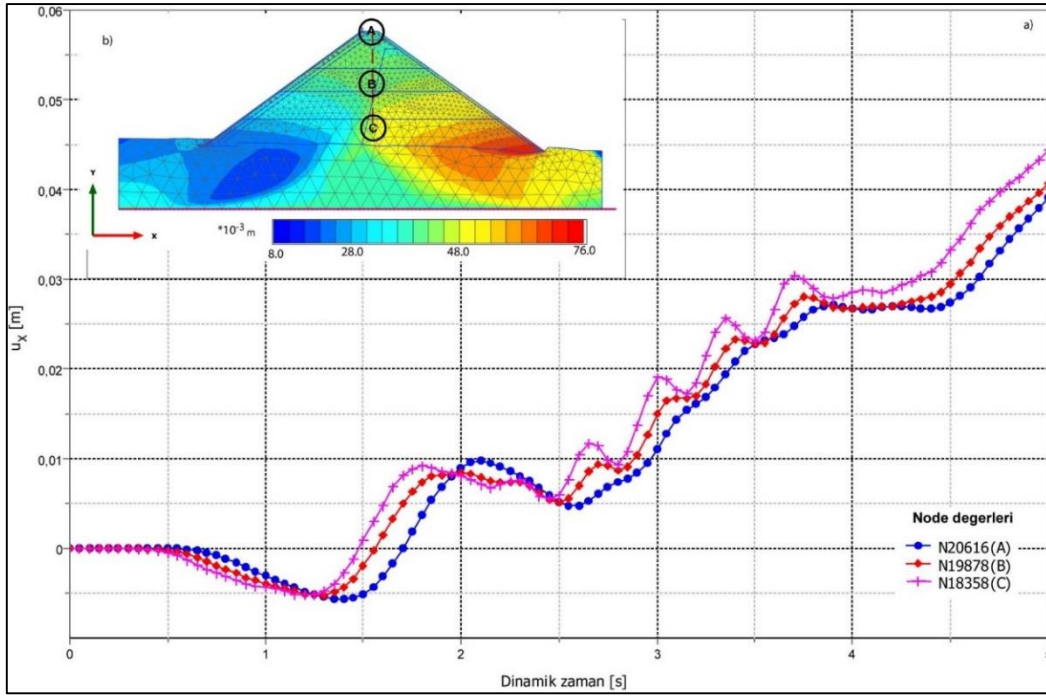 0,06
0,05
0,04
0,03
0,02
0,01
0
u_x [m]
b)
a)
A
B
C
Y
X
*10⁻³ m
8.0
28.0
48.0
76.0
Node degerleri
N20616(A)
N19878(B)
N18358(C)
0
1
2
3
4
Dinamik zaman [s]